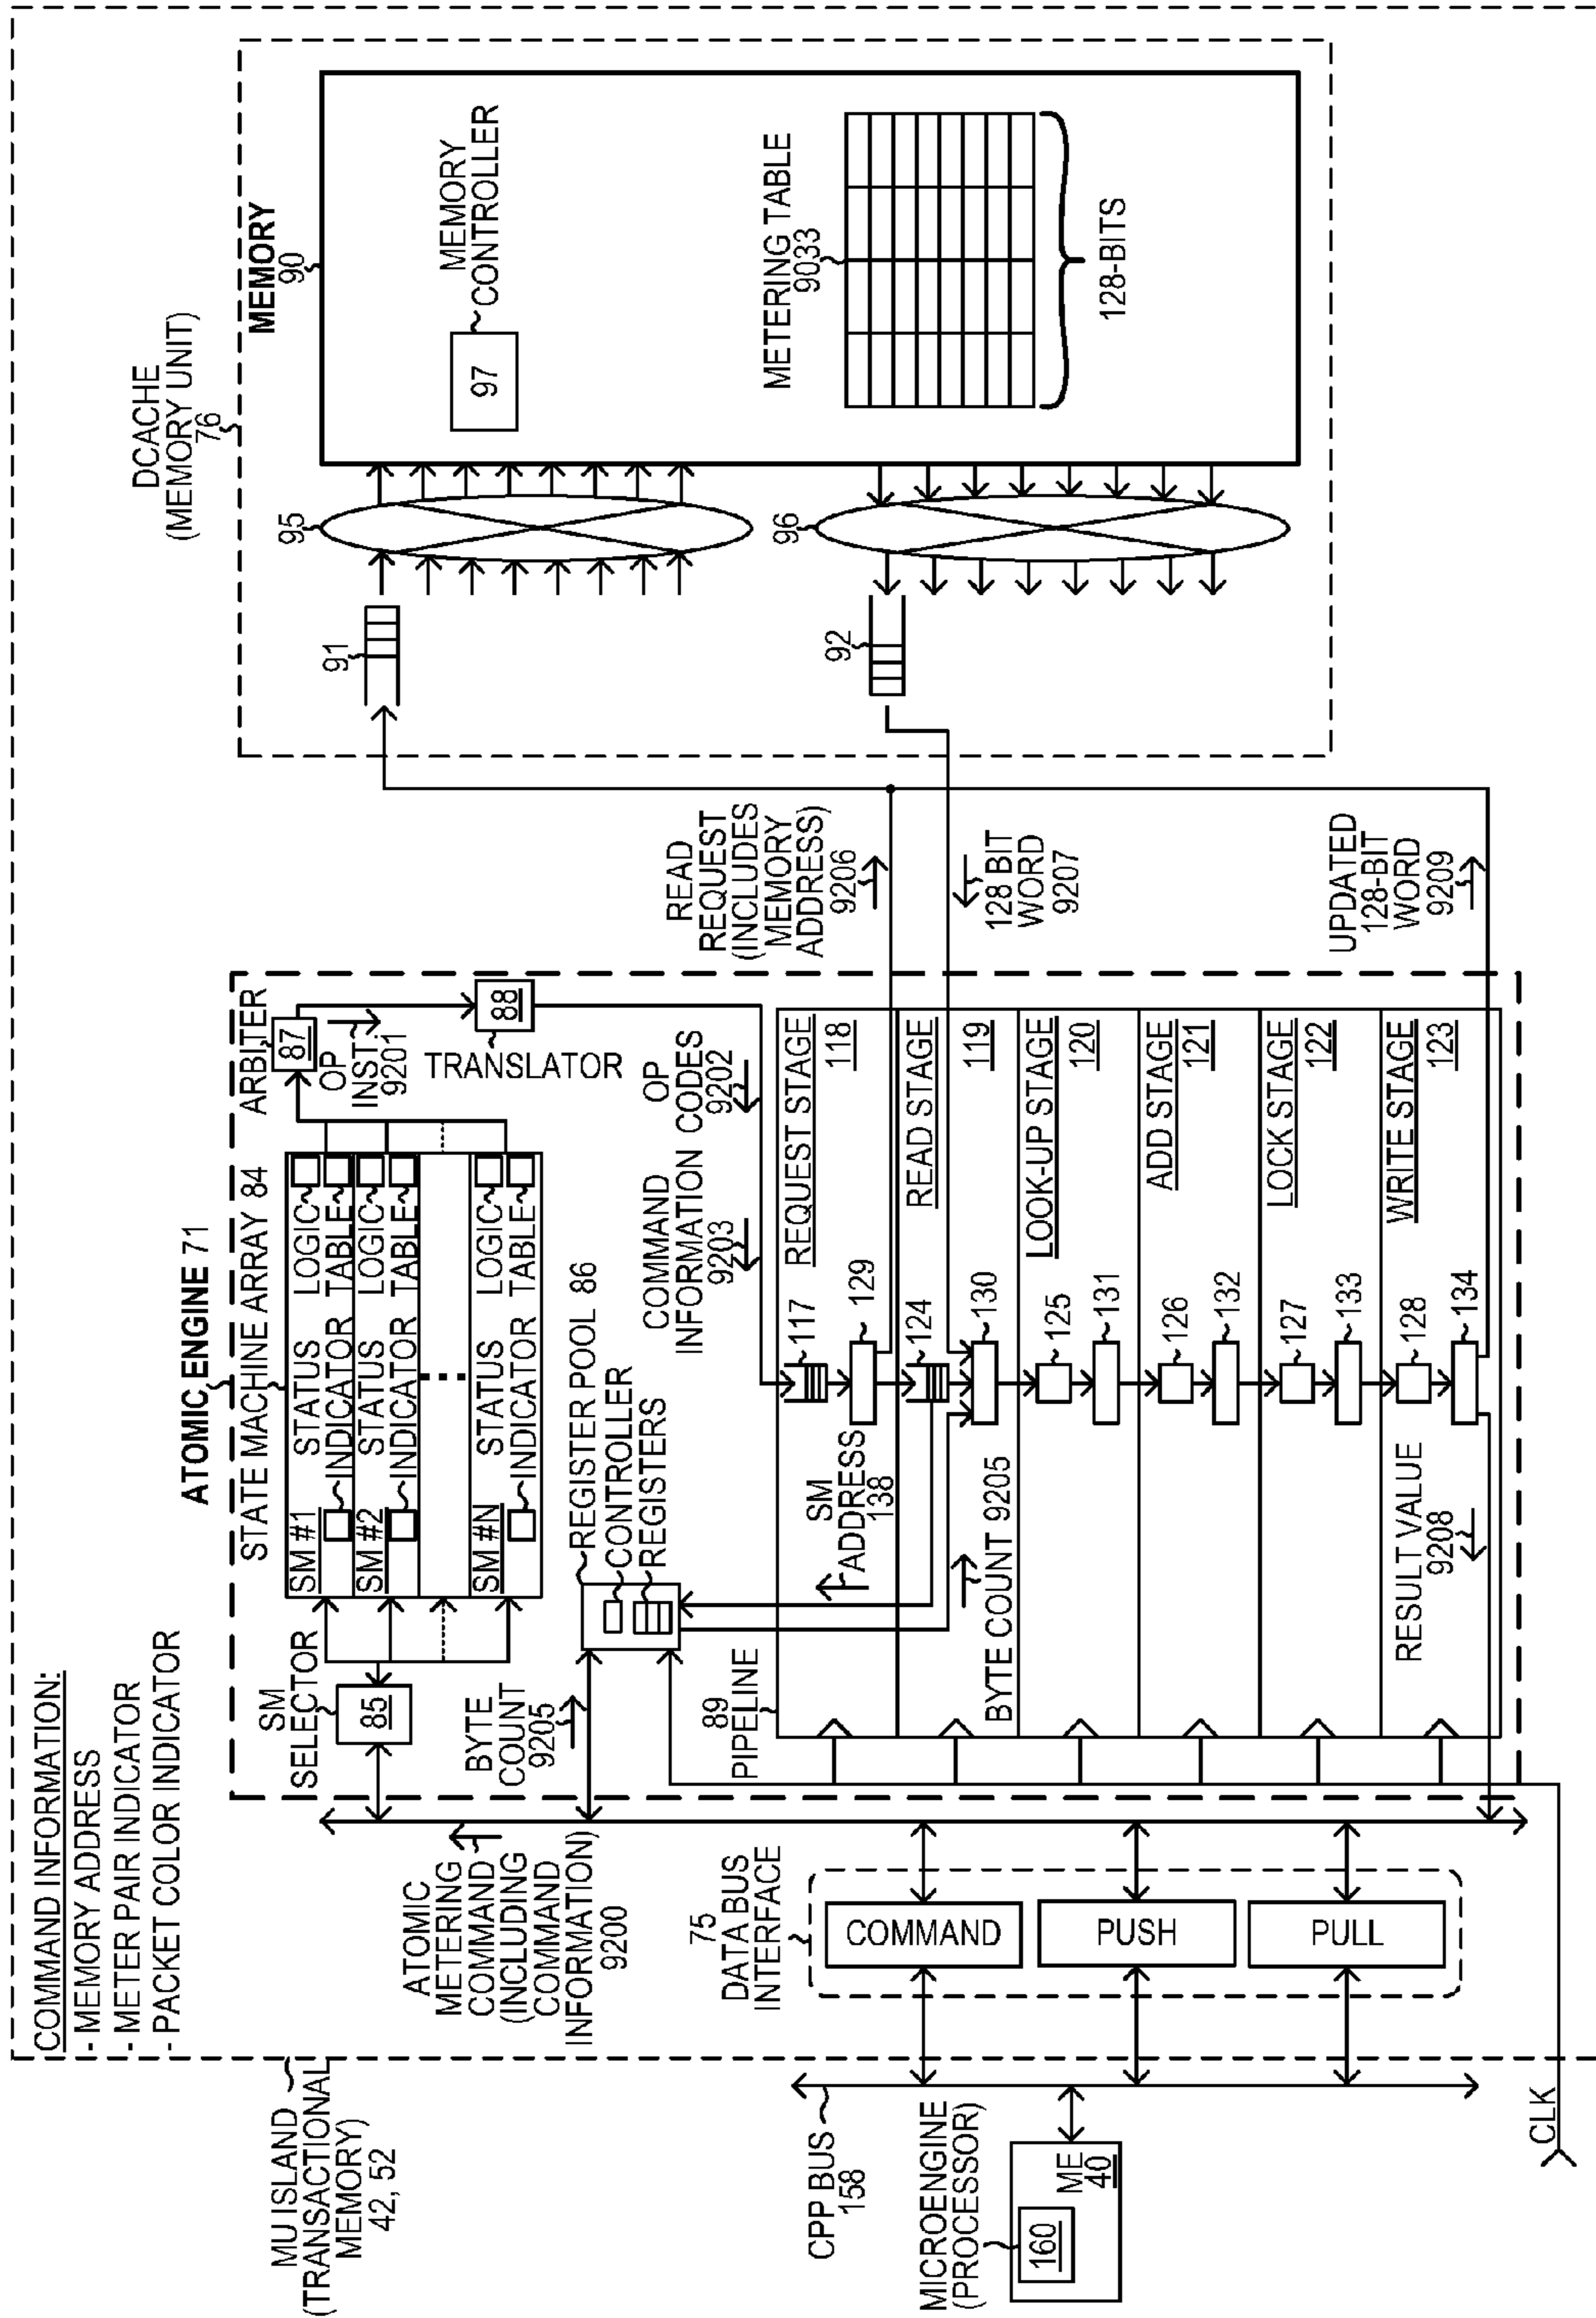 COMMAND INFORMATION:
- MEMORY ADDRESS
- METER PAIR INDICATOR
- PACKET COLOR INDICATOR
MU ISLAND
(TRANSACTIONAL
MEMORY)
42, 52
ATOMIC ENGINE 71
STATE MACHINE ARRAY 84
SM
SELECTOR
85
SM #1
STATUS
INDICATOR
LOGIC
TABLE
SM #2
STATUS
INDICATOR
LOGIC
TABLE
SM #N
STATUS
INDICATOR
LOGIC
TABLE
ARBITER
87
OP
INST.
9201
88
TRANSLATOR
DCACHE
(MEMORY UNIT)
76
MEMORY
90
97
MEMORY
CONTROLLER
95
91
METERING TABLE
9033
128-BITS
96
92
ATOMIC
METERING
COMMAND
(INCLUDING
COMMAND
INFORMATION)
9200
BYTE
COUNT
9205
REGISTER POOL 86
CONTROLLER
REGISTERS
COMMAND
INFORMATION
9203
OP
CODES
9202
READ
REQUEST
(INCLUDES
MEMORY
ADDRESS)
9206
128 BIT
WORD
9207
UPDATED
128-BIT
WORD
9209
89
PIPELINE
SM
ADDRESS
138
BYTE COUNT 9205
117
REQUEST STAGE
118
129
124
READ STAGE
119
130
LOOK-UP STAGE
120
125
131
ADD STAGE
121
126
132
LOCK STAGE
122
127
133
WRITE STAGE
123
128
134
RESULT VALUE
9208
75
DATA BUS
INTERFACE
COMMAND
PUSH
PULL
CPP BUS
158
MICROENGINE
(PROCESSOR)
160
ME
40
CLK